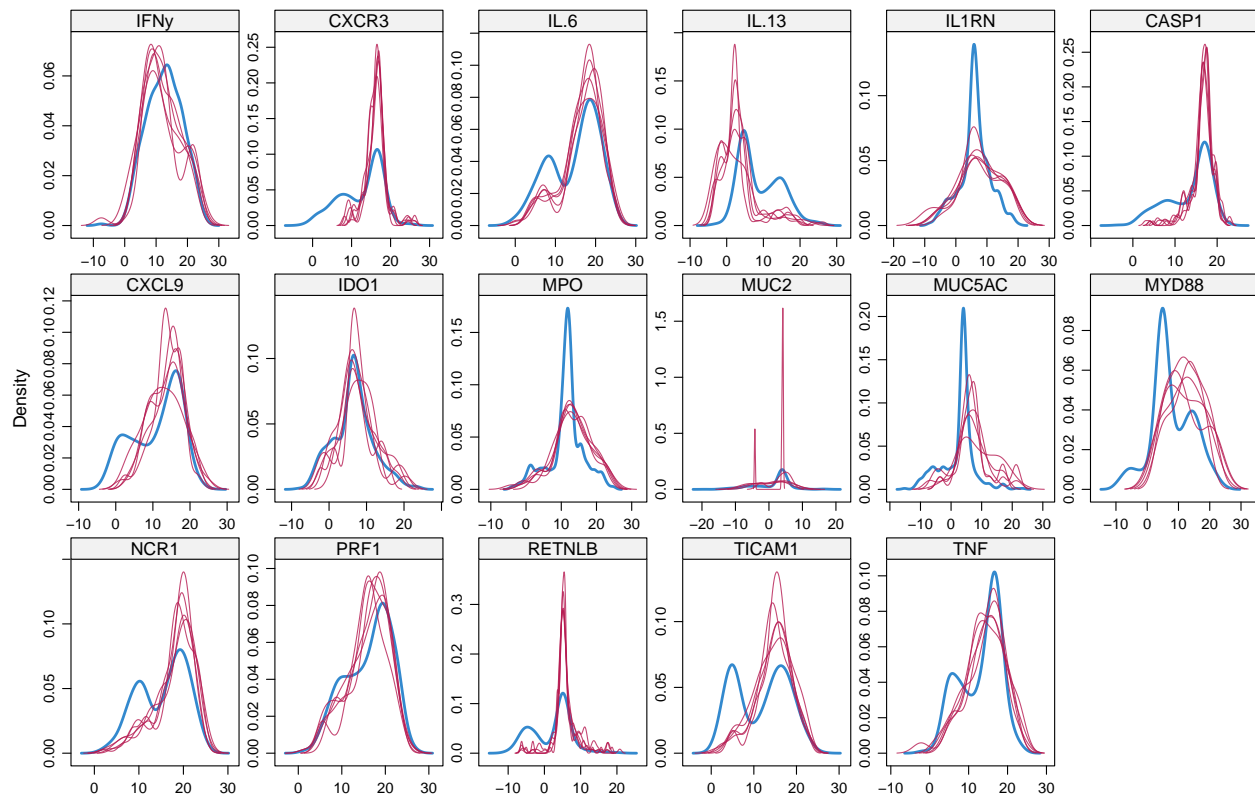 IFNy
0.00 0.02 0.04 0.06
−10 0 10 20 30
CXCR3
0.00 0.05 0.10 0.15 0.20 0.25
0 10 20 30
IL.6
0.00 0.02 0.04 0.06 0.08 0.10 0.12
0 10 20 30
IL.13
0.00 0.05 0.10 0.15
0 10 20 30
IL1RN
0.00 0.05 0.10
−20 −10 0 10 20 30
CASP1
0.00 0.05 0.10 0.15 0.20 0.25
0 10 20
Density
CXCL9
0.00 0.02 0.04 0.06 0.08 0.10 0.12
−10 0 10 20 30
IDO1
0.00 0.05 0.10
0 10 20
MPO
0.00 0.05 0.10 0.15
−10 0 10 20 30
MUC2
0.0 0.5 1.0 1.5
−20 −10 0 10 20
MUC5AC
0.00 0.05 0.10 0.15 0.20
−10 0 10 20 30
MYD88
0.00 0.02 0.04 0.06 0.08
−10 0 10 20 30
NCR1
0.00 0.05 0.10
0 10 20 30
PRF1
0.00 0.02 0.04 0.06 0.08 0.10
0 10 20 30
RETNLB
0.0 0.1 0.2 0.3
−10 0 10 20
TICAM1
0.00 0.05 0.10
0 10 20 30
TNF
0.00 0.02 0.04 0.06 0.08 0.10
−10 0 10 20 30